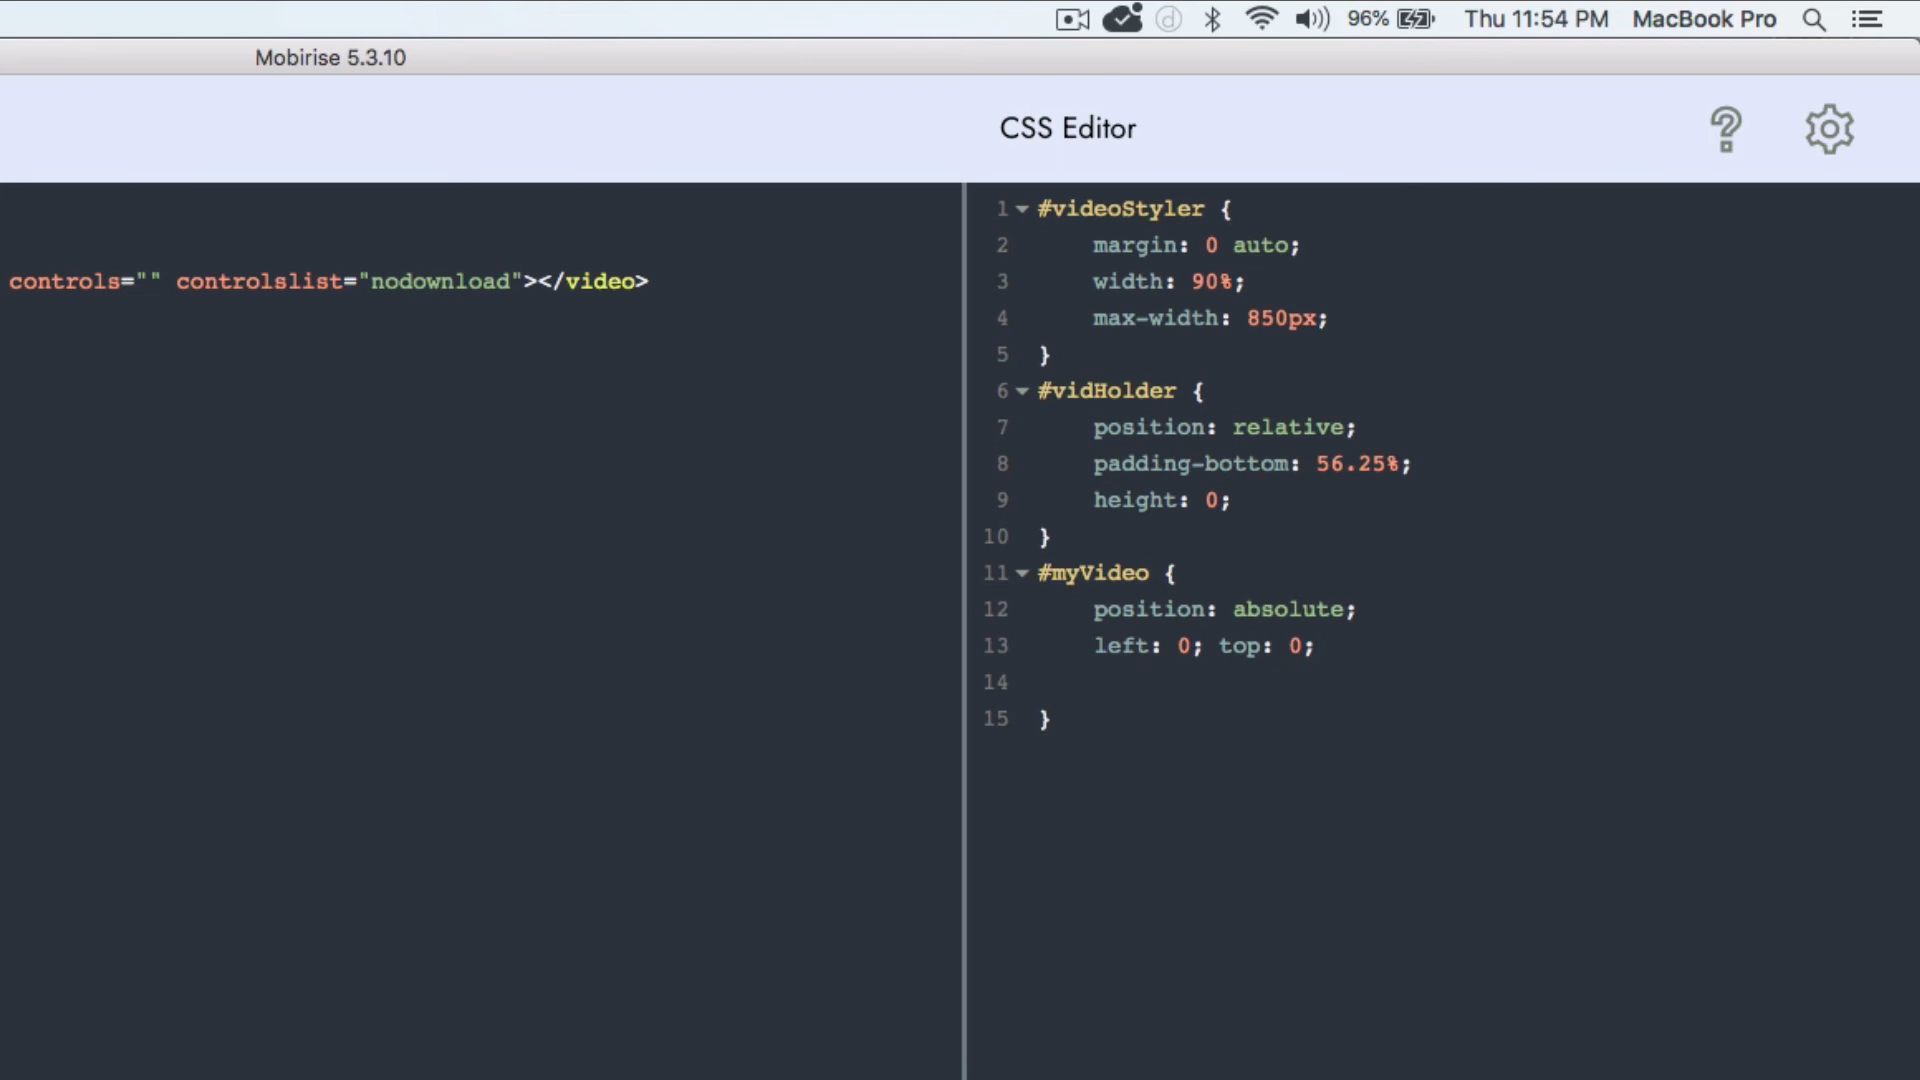 96% Thu 11:54 PM MacBook Pro
Mobirise 5.3.10
CSS Editor
controls="" controlslist="nodownload"></video>
1 #videoStyler {
2 margin: 0 auto;
3 width: 90%;
4 max-width: 850px;
5 }
6 #vidHolder {
7 position: relative;
8 padding-bottom: 56.25%;
9 height: 0;
10 }
11 #myVideo {
12 position: absolute;
13 left: 0; top: 0;
14
15 }